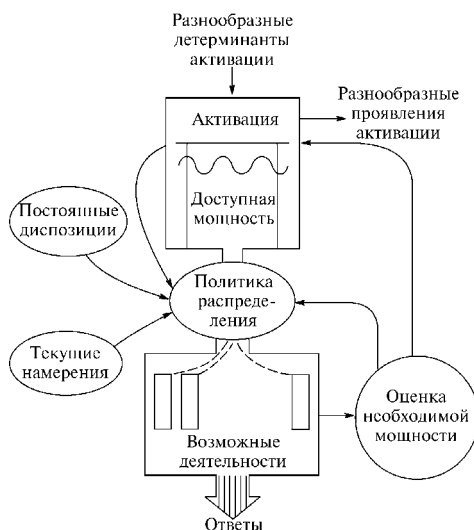 Разнообразные
детерминанты
активации
Активация
Разнообразные
проявления
активации
Доступная
мощность
Постоянные
диспозиции
Политика
распреде-
ления
Текущие
намерения
Оценка
необходимой
мощности
Возможные
деятельности
Ответы